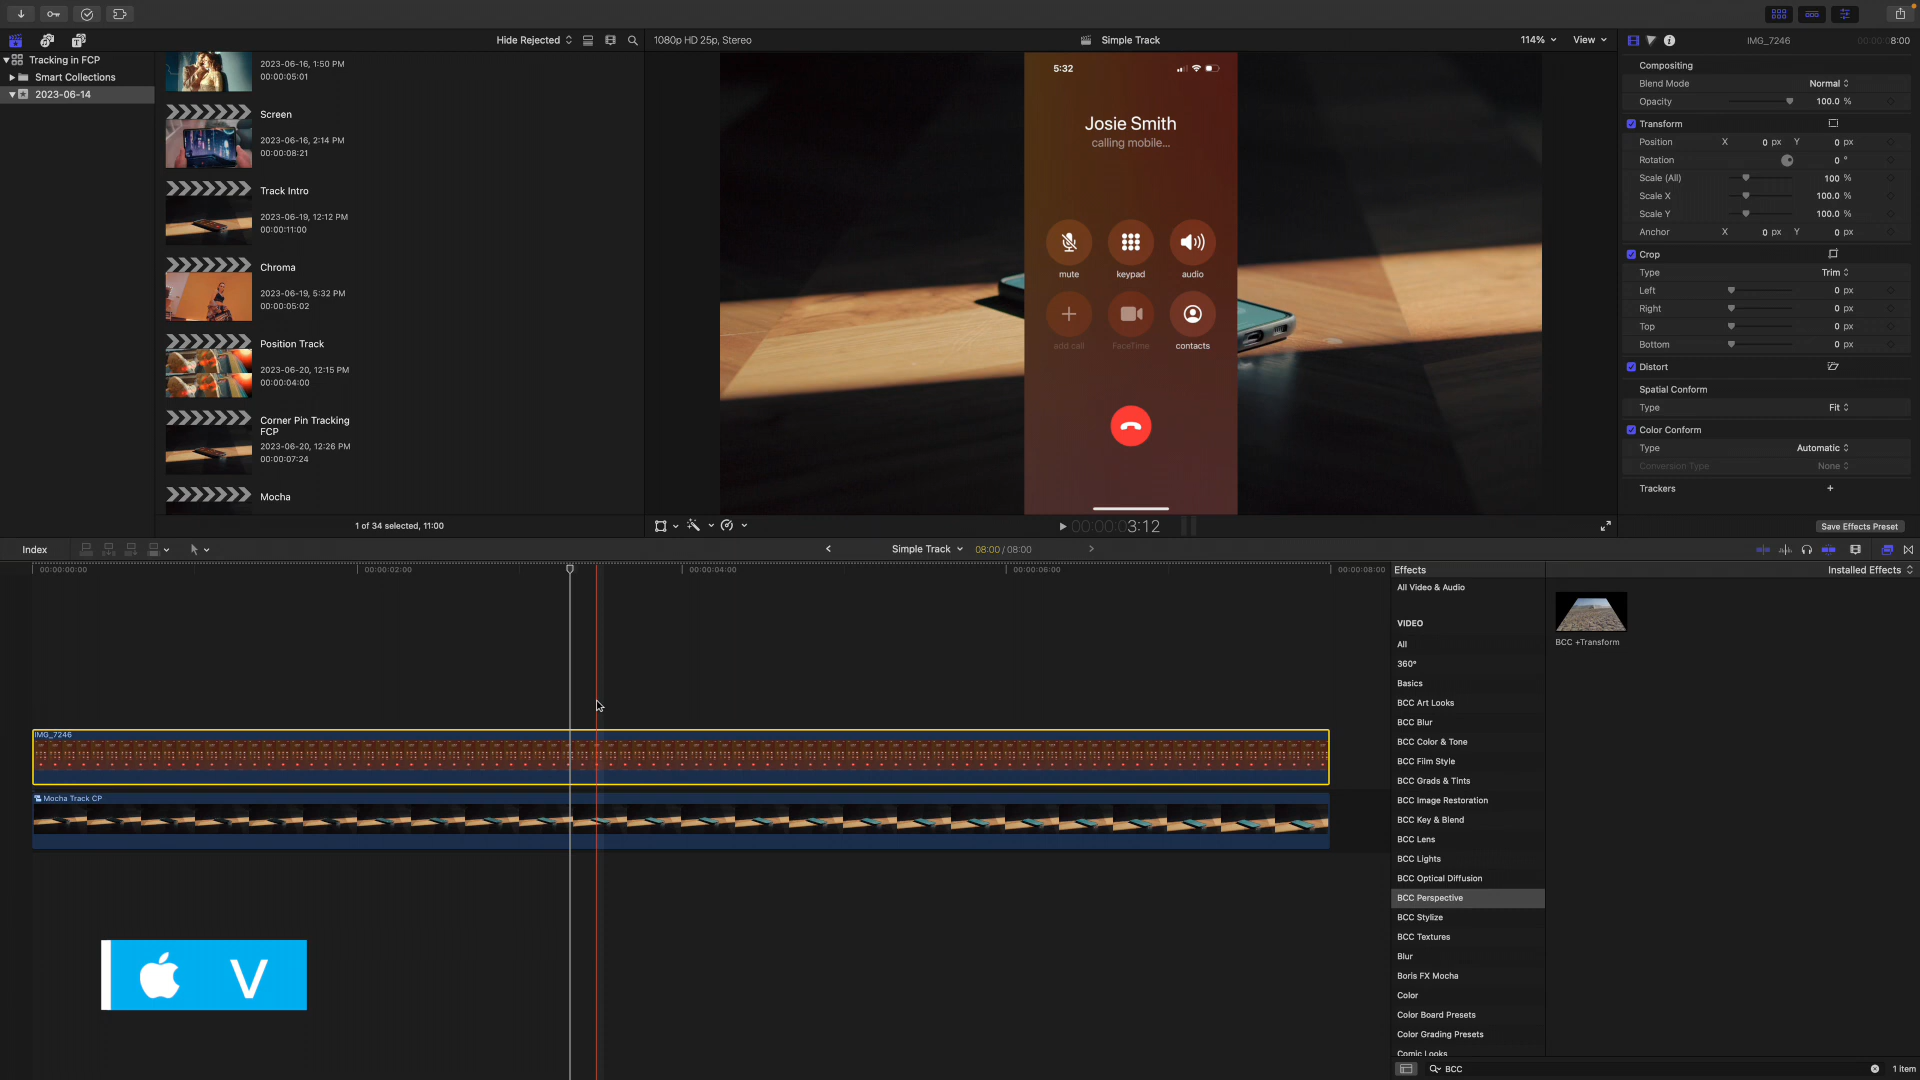 Hide Rejected
1080p HD 25p, Stereo
Simple Track
114%
View
IMG_7246
00:00:08:00
Tracking in FCP
Smart Collections
2023-06-14
2023-06-16, 1:50 PM
00:00:05:01
Screen
2023-06-16, 2:14 PM
00:00:08:21
Track Intro
2023-06-19, 12:12 PM
00:00:11:00
Chroma
2023-06-19, 5:32 PM
00:00:05:02
Position Track
2023-06-20, 12:15 PM
00:00:04:00
Corner Pin Tracking
FCP
2023-06-20, 12:26 PM
00:00:07:24
Mocha
1 of 34 selected, 11:00
5:32
Josie Smith
calling mobile...
mute
keypad
audio
add call
FaceTime
contacts
00:00:03:12
Compositing
Blend Mode Normal
Opacity 100.0 %
Transform
Position X 0 px Y 0 px
Rotation 0 °
Scale (All) 100 %
Scale X 100.0 %
Scale Y 100.0 %
Anchor X 0 px Y 0 px
Crop
Type Trim
Left 0 px
Right 0 px
Top 0 px
Bottom 0 px
Distort
Spatial Conform
Type Fit
Color Conform
Type Automatic
Conversion Type None
Trackers +
Save Effects Preset
Index
Simple Track
08:00 / 08:00
00:00:00:00
00:00:02:00
00:00:04:00
00:00:06:00
00:00:08:00
IMG_7246
Mocha Track CP
V
Effects
Installed Effects
All Video & Audio
VIDEO
All
360°
Basics
BCC Art Looks
BCC Blur
BCC Color & Tone
BCC Film Style
BCC Grads & Tints
BCC Image Restoration
BCC Key & Blend
BCC Lens
BCC Lights
BCC Optical Diffusion
BCC Perspective
BCC Stylize
BCC Textures
Blur
Boris FX Mocha
Color
Color Board Presets
Color Grading Presets
Comic Looks
BCC +Transform
BCC
1 item